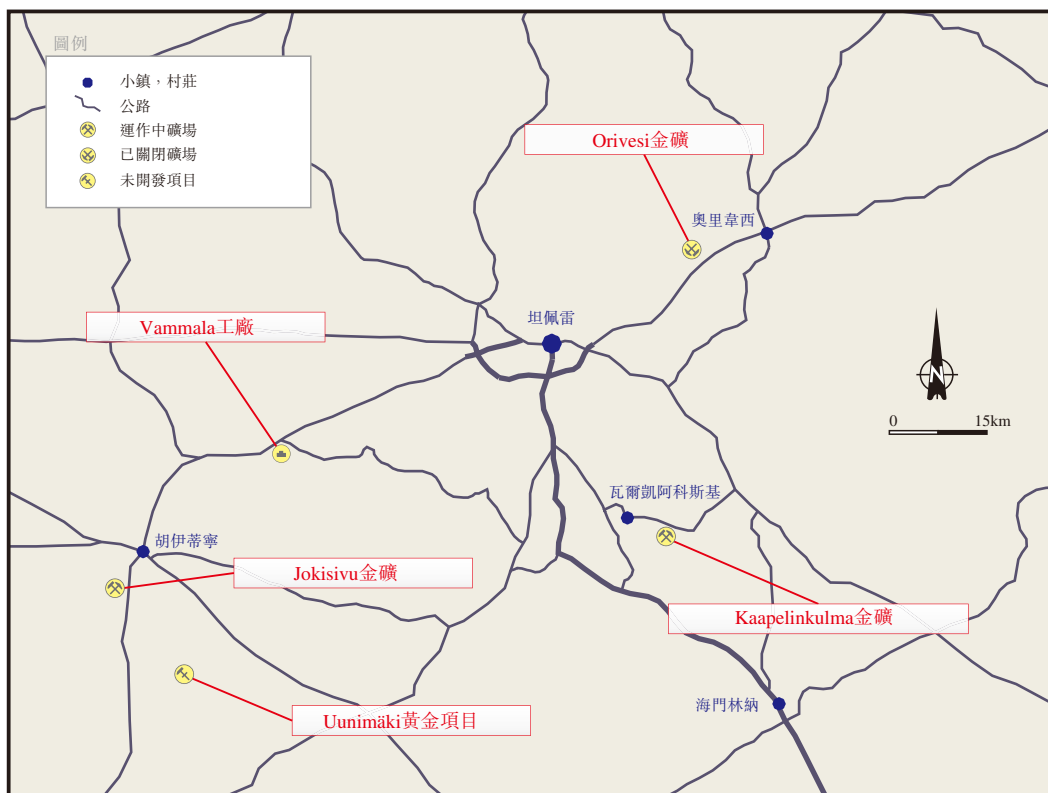 圖例
小鎮，村莊
公路
運作中礦場
已關閉礦場
未開發項目
Orivesi金礦
奧里韋西
Vammala工廠
坦佩雷
N
0 15km
瓦爾凱阿科斯基
胡伊蒂寧
Jokisivu金礦
Kaapelinkulma金礦
海門林納
Uunimäki黃金項目